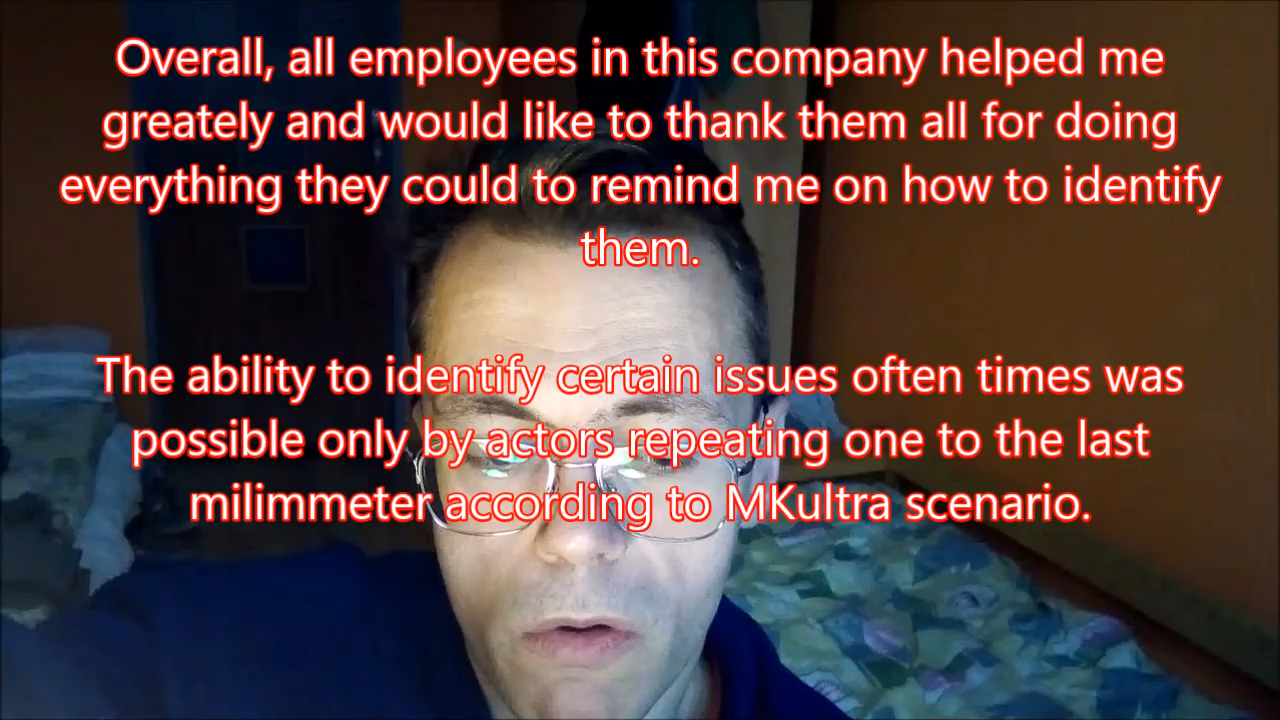 Overall, all employees in this company helped me
greately and would like to thank them all for doing
everything they could to remind me on how to identify
them.
The ability to identify certain issues often times was
possible only by actors repeating one to the last
milimmeter according to MKultra scenario.